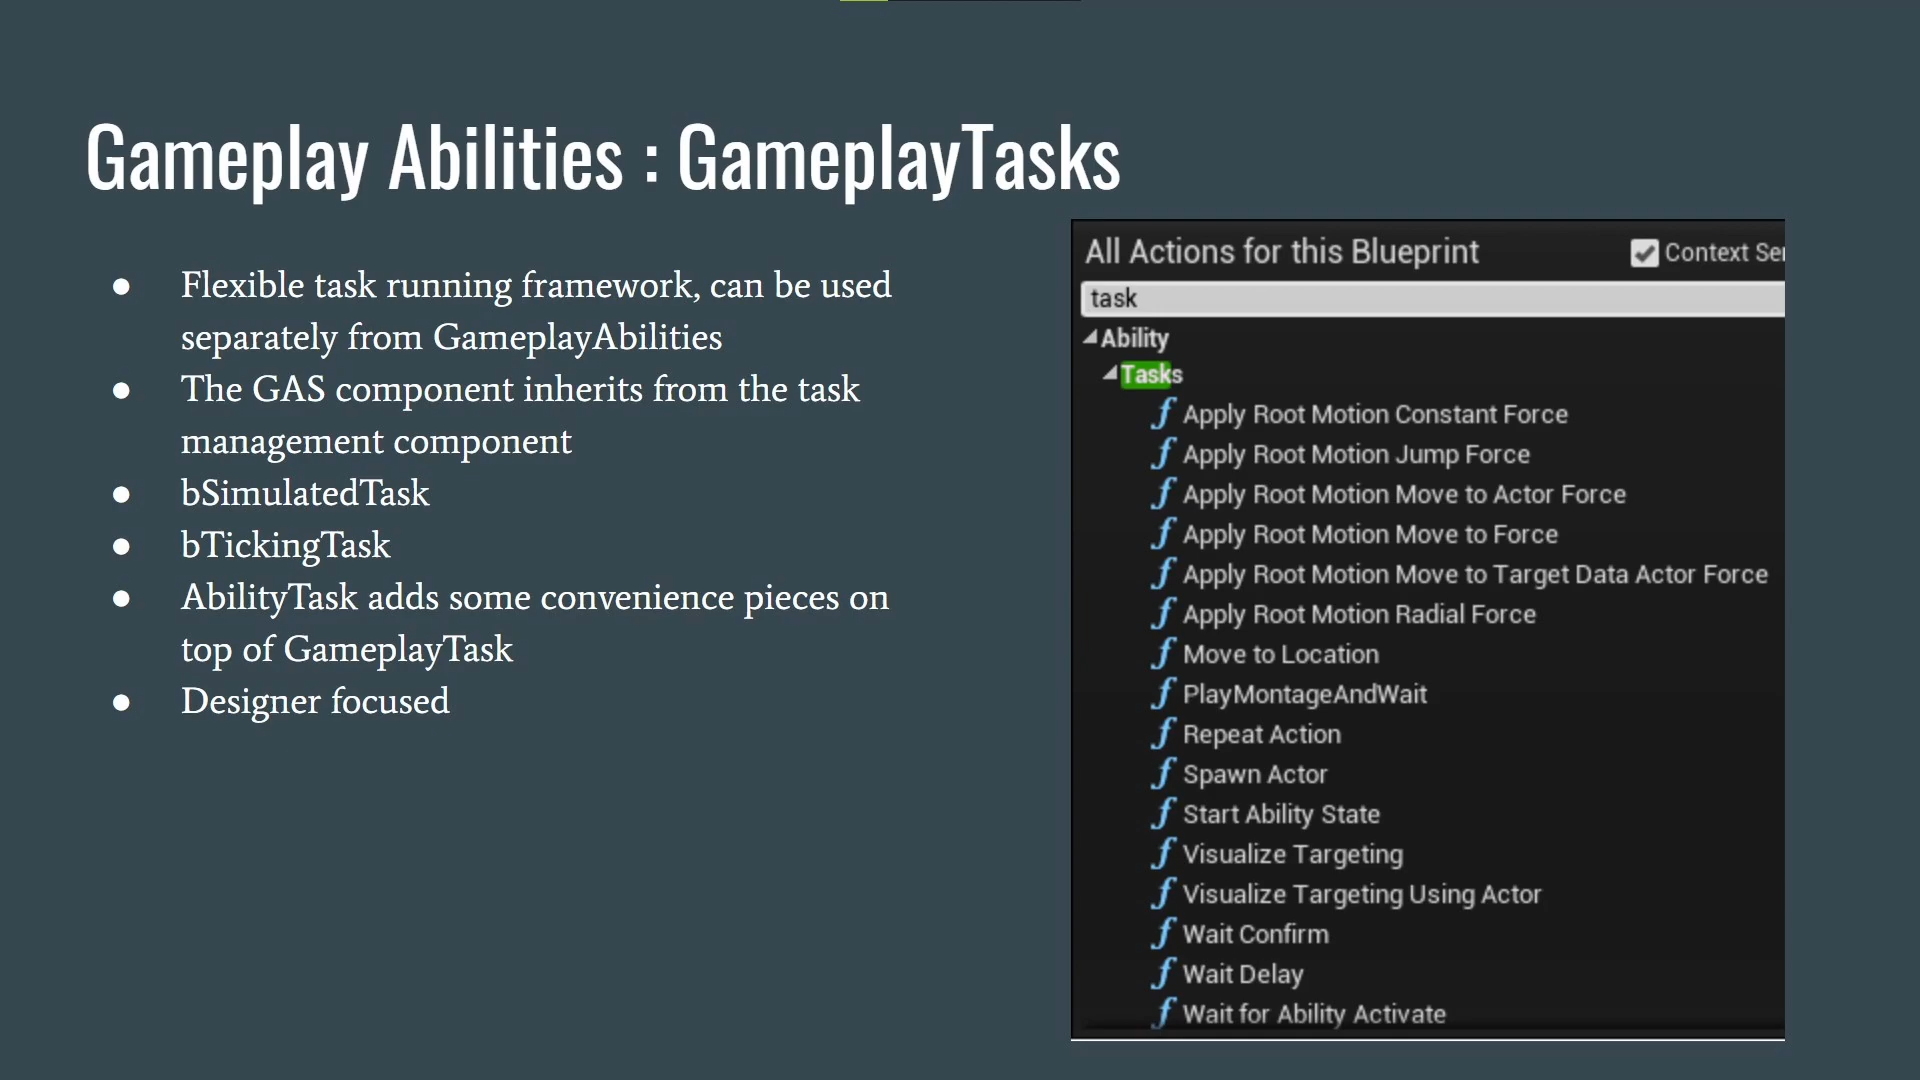 Gameplay Abilities : GameplayTasks
● Flexible task running framework, can be used
separately from GameplayAbilities
● The GAS component inherits from the task
management component
● bSimulatedTask
● bTickingTask
● AbilityTask adds some convenience pieces on
top of GameplayTask
● Designer focused
All Actions for this Blueprint
Context Sen
task
Ability
Tasks
Apply Root Motion Constant Force
Apply Root Motion Jump Force
Apply Root Motion Move to Actor Force
Apply Root Motion Move to Force
Apply Root Motion Move to Target Data Actor Force
Apply Root Motion Radial Force
Move to Location
PlayMontageAndWait
Repeat Action
Spawn Actor
Start Ability State
Visualize Targeting
Visualize Targeting Using Actor
Wait Confirm
Wait Delay
Wait for Ability Activate